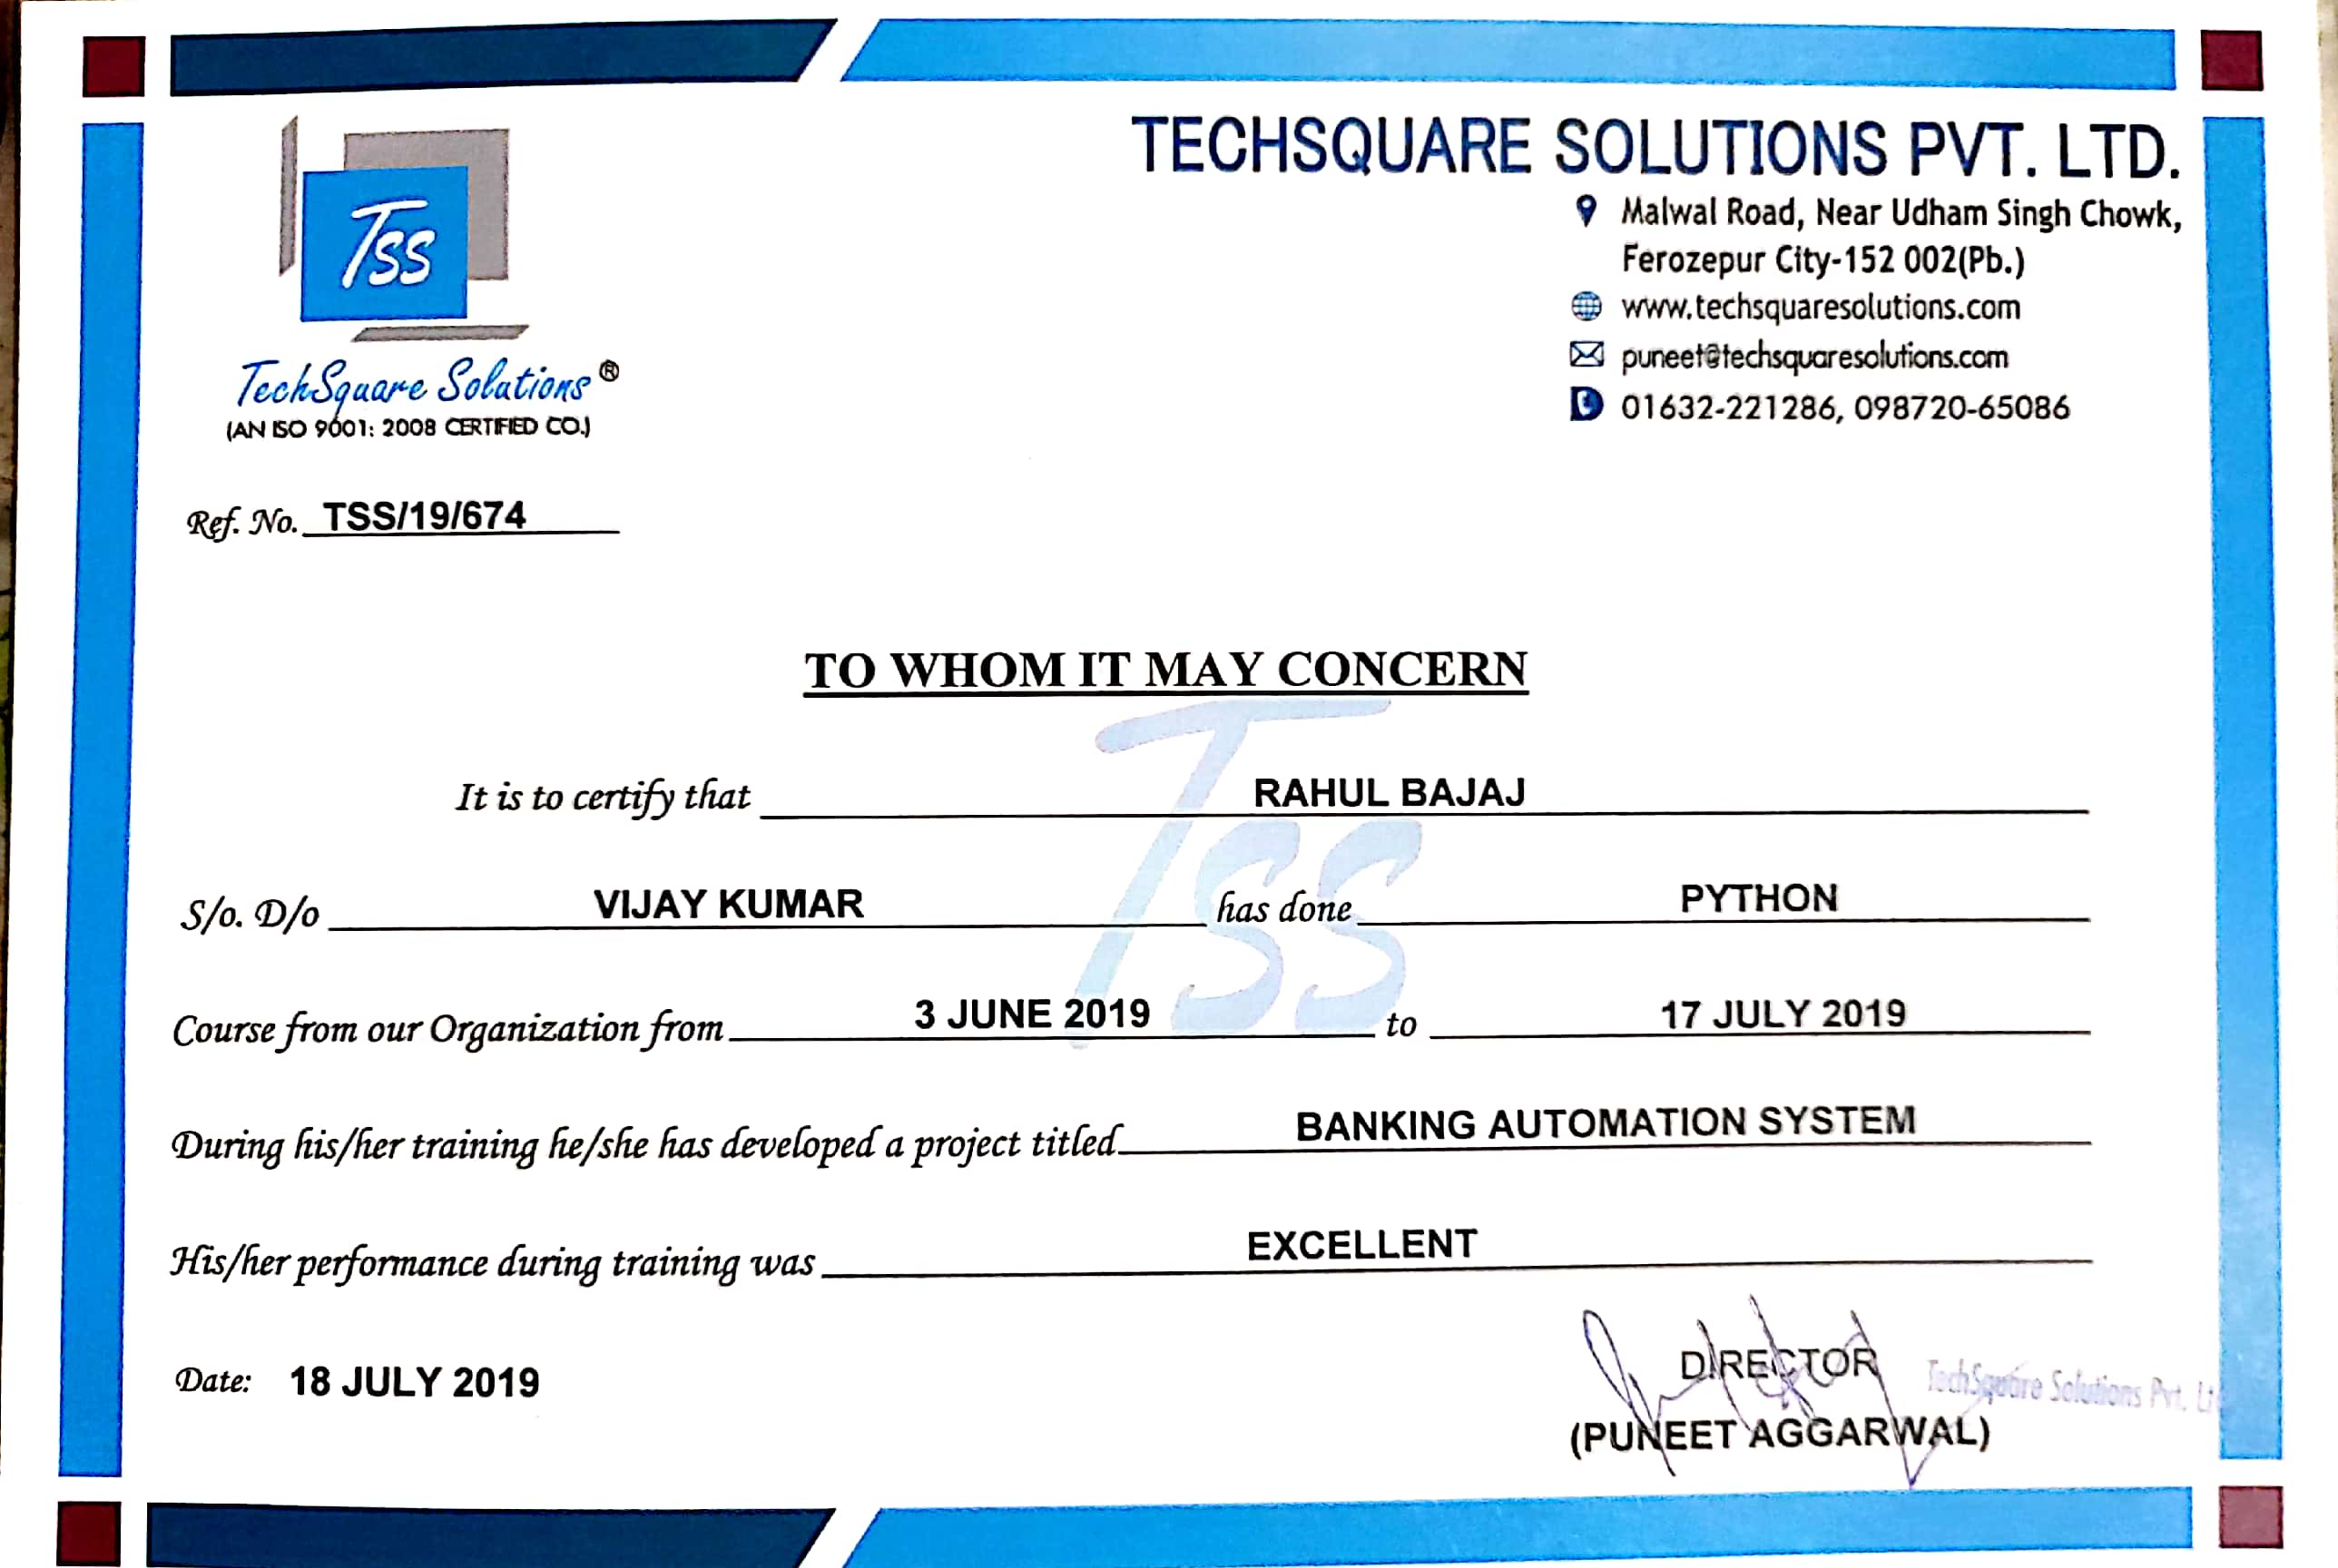 TECHSQUARE SOLUTIONS PVT. LTD.
Malwal Road, Near Udham Singh Chowk,
Ferozepur City-152 002(Pb.)
www.techsquaresolutions.com
puneet@techsquaresolutions.com
01632-221286, 098720-65086
TSS
TechSquare Solutions®
(AN ISO 9001: 2008 CERTIFIED CO.)
Ref. No. TSS/19/674
TO WHOM IT MAY CONCERN
TSS
It is to certify that RAHUL BAJAJ
S/o. D/o VIJAY KUMAR has done PYTHON
Course from our Organization from 3 JUNE 2019 to 17 JULY 2019
During his/her training he/she has developed a project titled BANKING AUTOMATION SYSTEM
His/her performance during training was EXCELLENT
Date: 18 JULY 2019
DIRECTOR
TechSquare Solutions Pvt.
(PUNEET AGGARWAL)